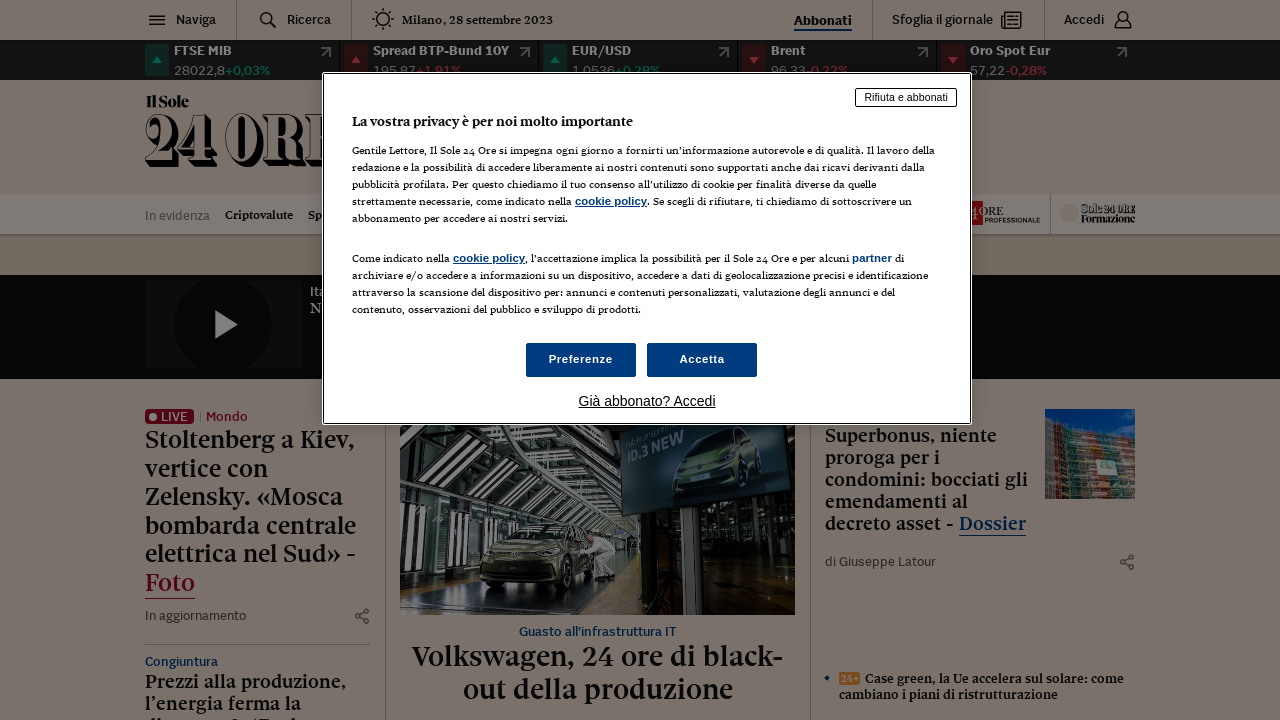 Naviga
Ricerca
Milano, 28 settembre 2023
Abbonati
Sfoglia il giornale
Accedi
FTSE MIB
28022,8+0,03%
Spread BTP-Bund 10Y
195,87+1,91%
EUR/USD
1,0536+0,28%
Brent
96,33-0,22%
Oro Spot Eur
57,22-0,28%
Il Sole
24 ORE
In evidenza
Criptovalute
ORE
PROFESSIONALE
Sole 24 ORE
Formazione
Rifiuta e abbonati
La vostra privacy è per noi molto importante
Gentile Lettore, Il Sole 24 Ore si impegna ogni giorno a fornirti un'informazione autorevole e di qualità. Il lavoro della
redazione e la possibilità di accedere liberamente ai nostri contenuti sono supportati anche dai ricavi derivanti dalla
pubblicità profilata. Per questo chiediamo il tuo consenso all'utilizzo di cookie per finalità diverse da quelle
strettamente necessarie, come indicato nella cookie policy. Se scegli di rifiutare, ti chiediamo di sottoscrivere un
abbonamento per accedere ai nostri servizi.
Come indicato nella cookie policy, l'accettazione implica la possibilità per il Sole 24 Ore e per alcuni partner di
archiviare e/o accedere a informazioni su un dispositivo, accedere a dati di geolocalizzazione precisi e identificazione
attraverso la scansione del dispositivo per: annunci e contenuti personalizzati, valutazione degli annunci e del
contenuto, osservazioni del pubblico e sviluppo di prodotti.
Preferenze
Accetta
Già abbonato? Accedi
LIVE
Mondo
Stoltenberg a Kiev,
vertice con
Zelensky. «Mosca
bombarda centrale
elettrica nel Sud» -
Foto
In aggiornamento
Congiuntura
Prezzi alla produzione,
l'energia ferma la
ID.3 NEW
Guasto all'infrastruttura IT
Volkswagen, 24 ore di black-
out della produzione
Superbonus, niente
proroga per i
condomini: bocciati gli
emendamenti al
decreto asset - Dossier
di Giuseppe Latour
24+ Case green, la Ue accelera sul solare: come
cambiano i piani di ristrutturazione